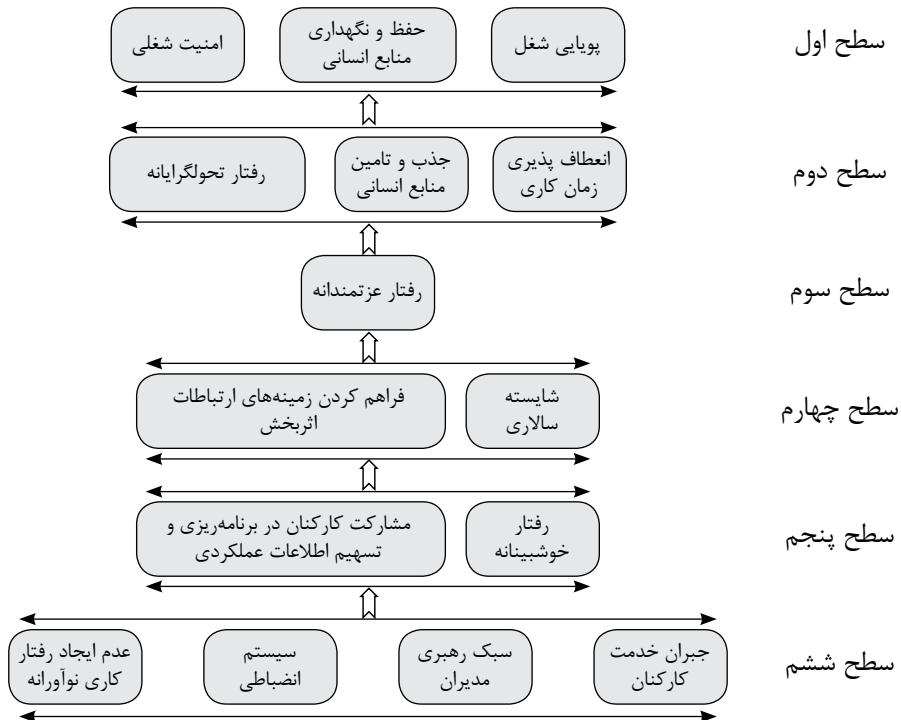 سطح اول
پویایی شغل
حفظ و نگهداری
منابع انسانی
امنیت شغلی
سطح دوم
انعطاف پذیری
زمان کاری
جذب و تامین
منابع انسانی
رفتار تحولگرایانه
سطح سوم
رفتار عزتمندانه
سطح چهارم
شایسته
سالاری
فراهم کردن زمینه‌های ارتباطات
اثربخش
سطح پنجم
رفتار
خوشبینانه
مشارکت کارکنان در برنامه‌ریزی و
تسهیم اطلاعات عملکردی
سطح ششم
جبران خدمت
کارکنان
سبک رهبری
مدیران
سیستم
انضباطی
عدم ایجاد رفتار
کاری نوآورانه